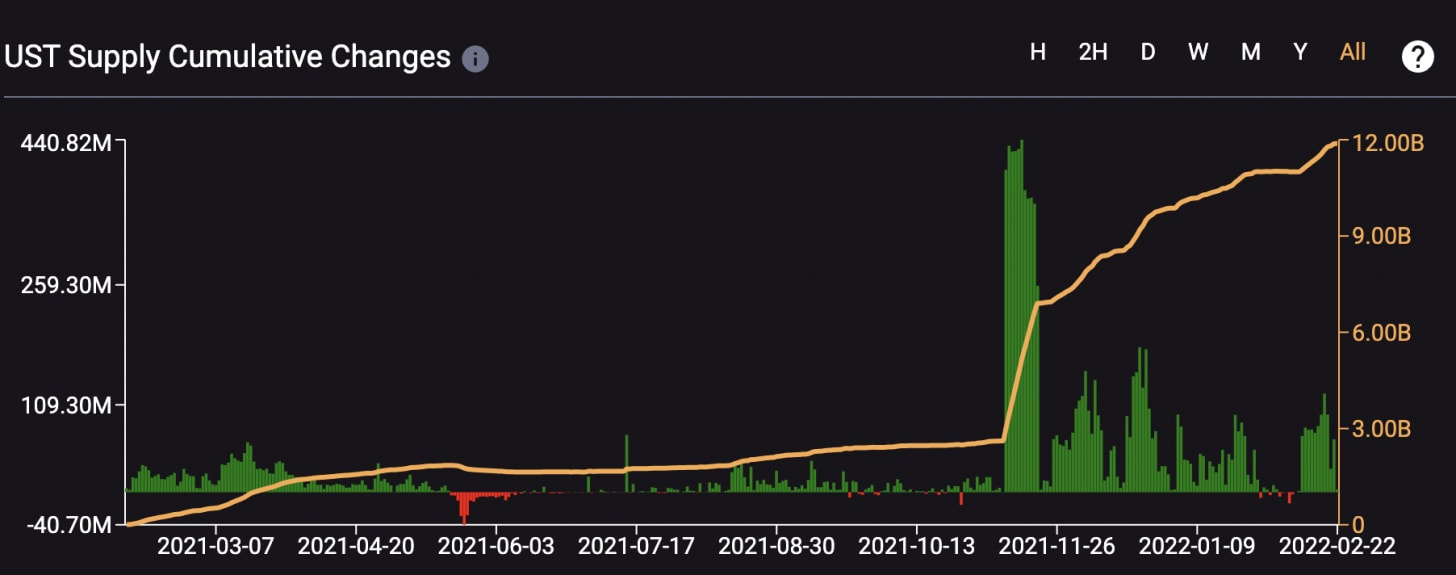 UST Supply Cumulative Changes i
H 2H D W M Y All ?
440.82M 12.00B
9.00B
259.30M
6.00B
109.30M
3.00B
-40.70M 0
2021-03-07 2021-04-20 2021-06-03 2021-07-17 2021-08-30 2021-10-13 2021-11-26 2022-01-09 2022-02-22